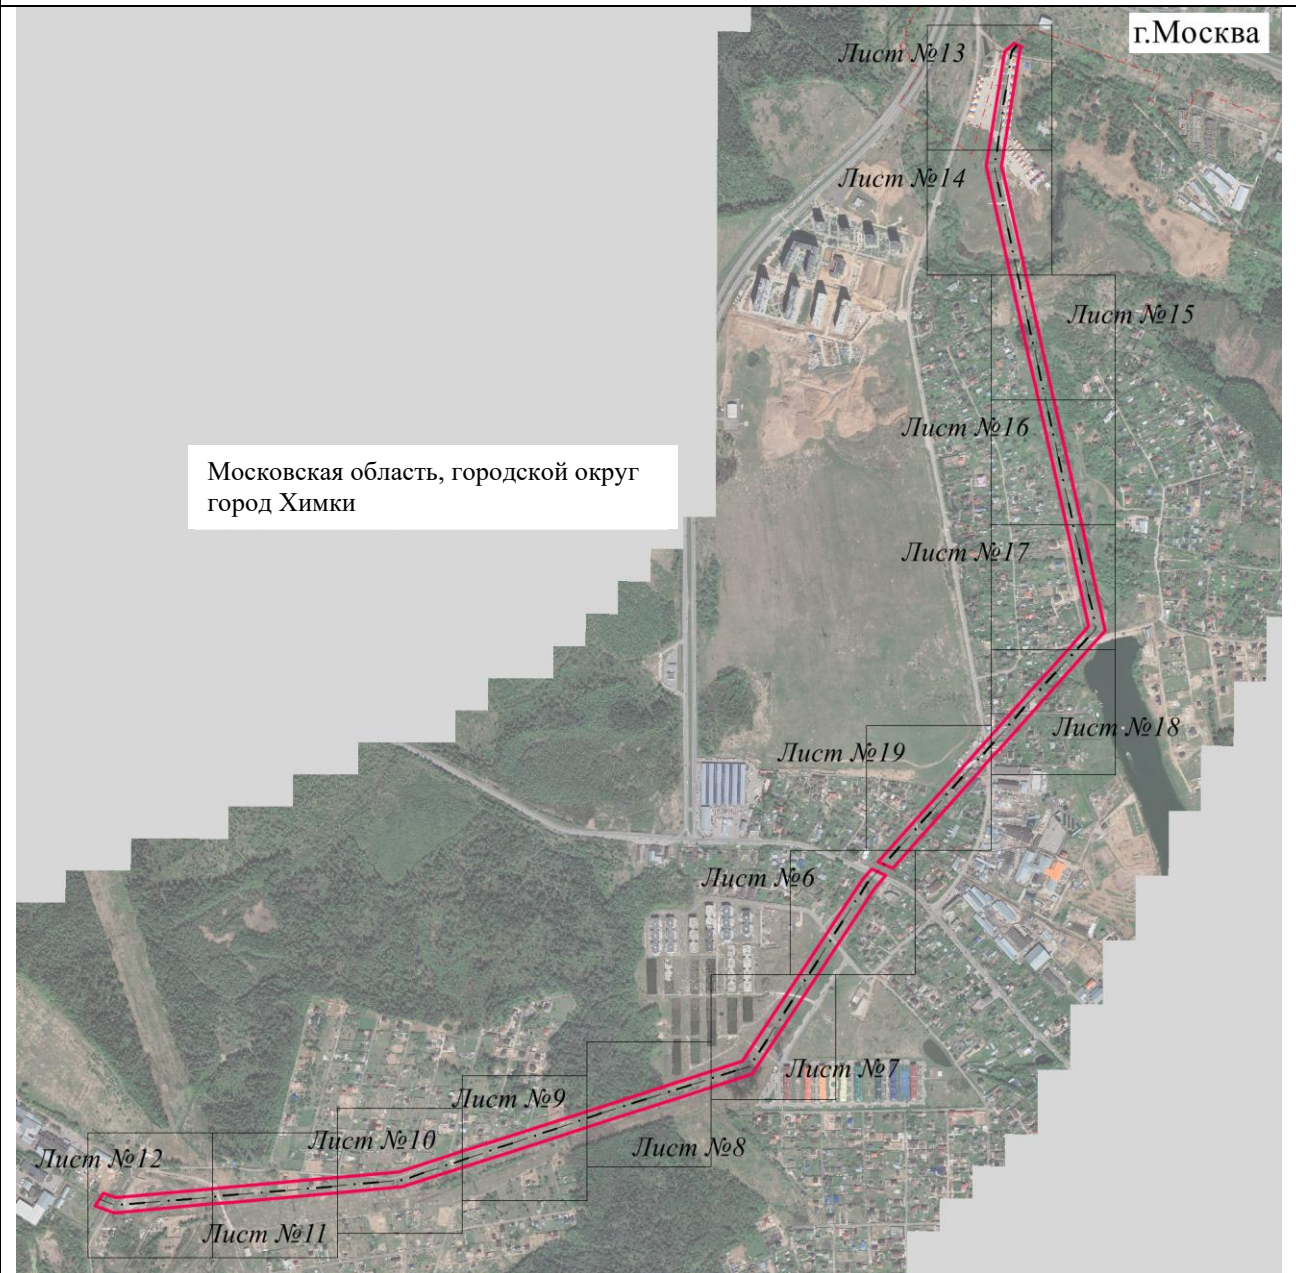 г.Москва
Лист №13
Лист №14
Лист №15
Лист №16
Московская область, городской округ
город Химки
Лист №17
Лист №18
Лист №19
Лист №6
Лист №7
Лист №9
Лист №10
Лист №8
Лист №12
Лист №11